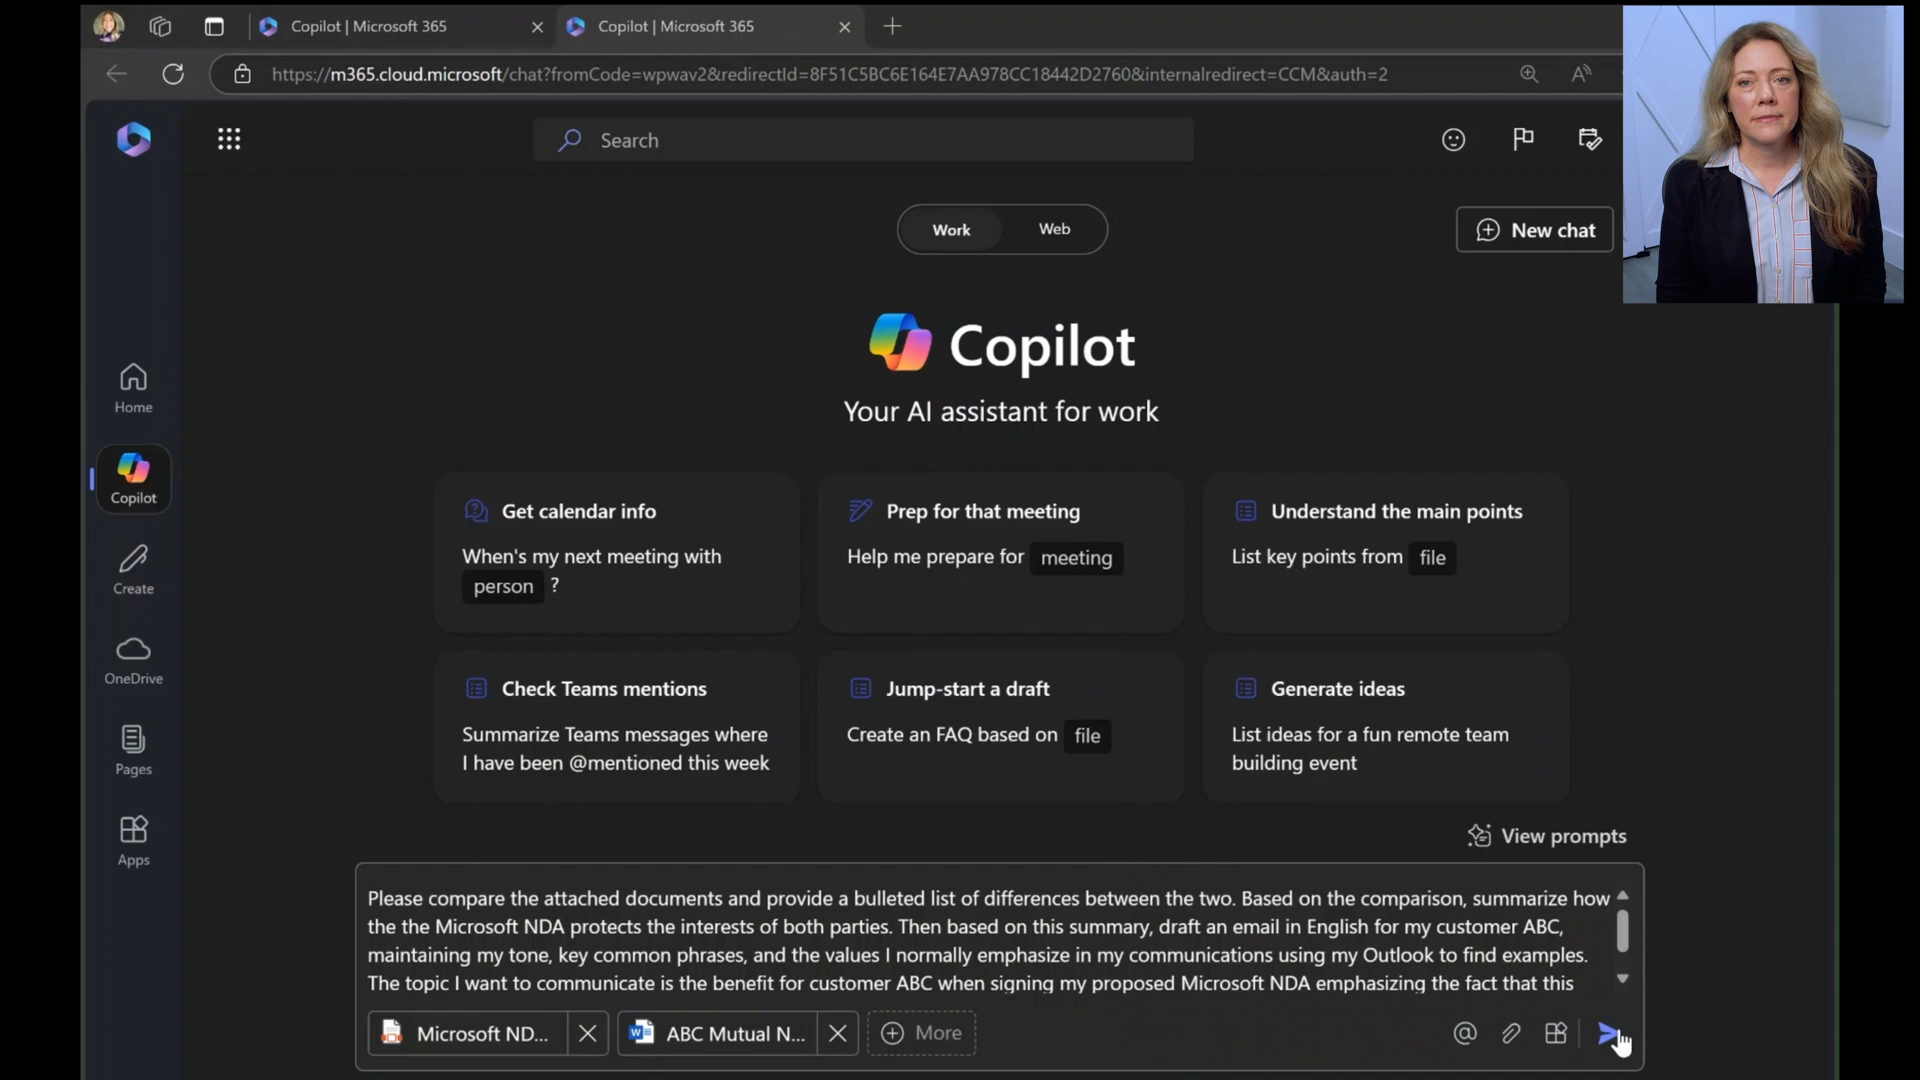 Copilot | Microsoft 365
Copilot | Microsoft 365
https://m365.cloud.microsoft/chat?fromCode=wpwav2&redirectId=8F51C5BC6E164E7AA978CC18442D2760&internalredirect=CCM&auth=2
Search
Work
Web
New chat
Copilot
Your AI assistant for work
Home
Copilot
Create
OneDrive
Pages
Apps
Get calendar info
When's my next meeting with
person ?
Prep for that meeting
Help me prepare for meeting
Understand the main points
List key points from file
Check Teams mentions
Summarize Teams messages where
I have been @mentioned this week
Jump-start a draft
Create an FAQ based on file
Generate ideas
List ideas for a fun remote team
building event
View prompts
Please compare the attached documents and provide a bulleted list of differences between the two. Based on the comparison, summarize how
the the Microsoft NDA protects the interests of both parties. Then based on this summary, draft an email in English for my customer ABC,
maintaining my tone, key common phrases, and the values I normally emphasize in my communications using my Outlook to find examples.
The topic I want to communicate is the benefit for customer ABC when signing my proposed Microsoft NDA emphasizing the fact that this
Microsoft ND...
ABC Mutual N...
More